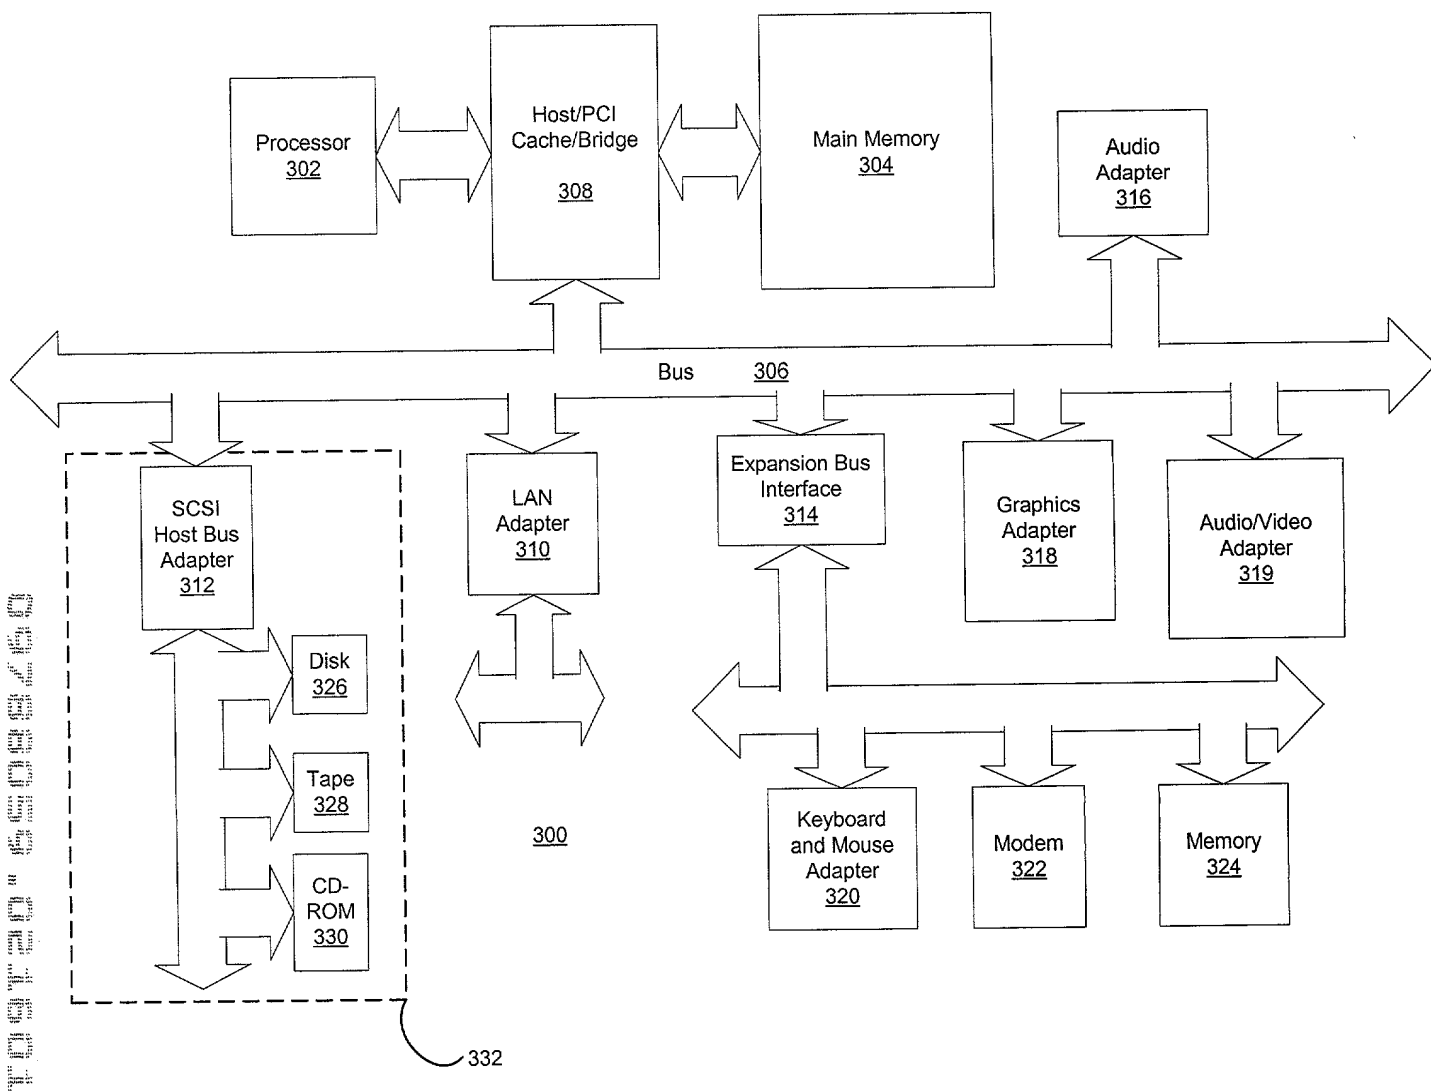 Processor
302
Host/PCI
Cache/Bridge
308
Main Memory
304
Audio
Adapter
316
Bus 306
SCSI
Host Bus
Adapter
312
LAN
Adapter
310
Expansion Bus
Interface
314
Graphics
Adapter
318
Audio/Video
Adapter
319
Disk
326
Tape
328
CD-
ROM
330
300
Keyboard
and Mouse
Adapter
320
Modem
322
Memory
324
332